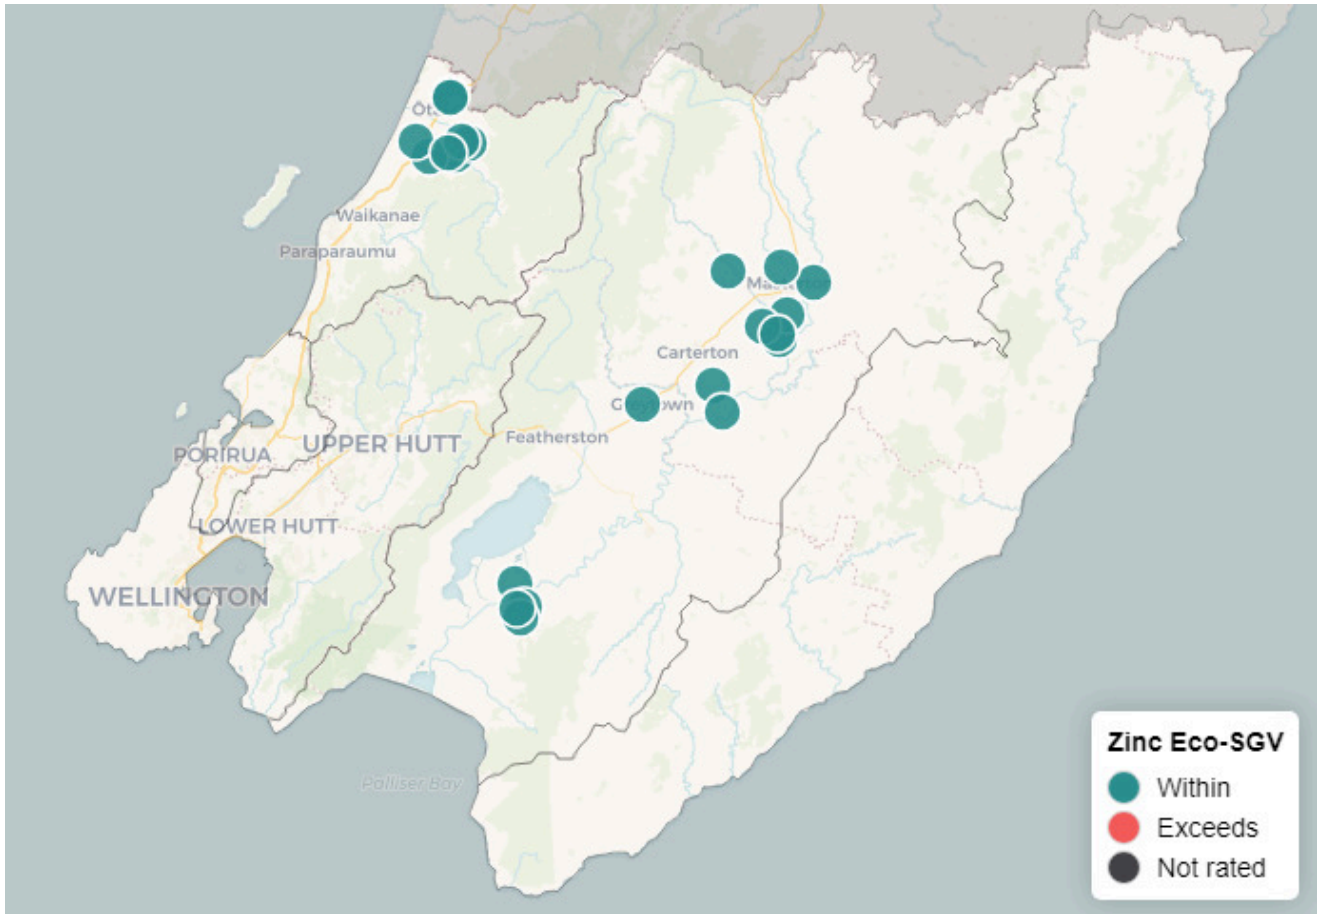 Waikanae
Paraparaumu
Carterton
Featherston
PORIRUA
UPPER HUTT
LOWER HUTT
WELLINGTON
Palliser Bay
Zinc Eco-SGV
Within
Exceeds
Not rated